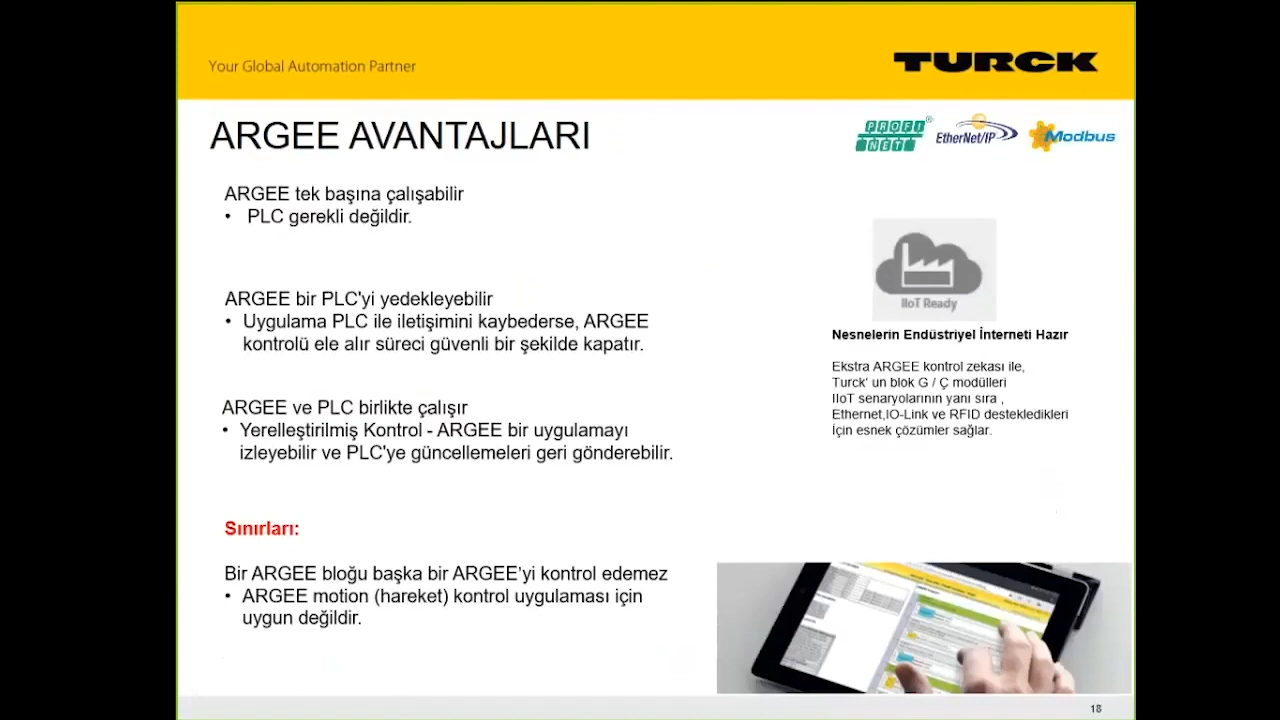 Your Global Automation Partner
TURCK
ARGEE AVANTAJLARI
PROFI
NET
EtherNet/IP
Modbus
ARGEE tek başına çalışabilir
• PLC gerekli değildir.
ARGEE bir PLC'yi yedekleyebilir
• Uygulama PLC ile iletişimini kaybederse, ARGEE
kontrolü ele alır süreci güvenli bir şekilde kapatır.
ARGEE ve PLC birlikte çalışır
• Yerelleştirilmiş Kontrol - ARGEE bir uygulamayı
izleyebilir ve PLC'ye güncellemeleri geri gönderebilir.
Sınırları:
Bir ARGEE bloğu başka bir ARGEE'yi kontrol edemez
• ARGEE motion (hareket) kontrol uygulaması için
uygun değildir.
IIoT Ready
Nesnelerin Endüstriyel İnterneti Hazır
Ekstra ARGEE kontrol zekası ile,
Turck' un blok G / Ç modülleri
IIoT senaryolarının yanı sıra ,
Ethernet,IO-Link ve RFID destekledikleri
İçin esnek çözümler sağlar.
18